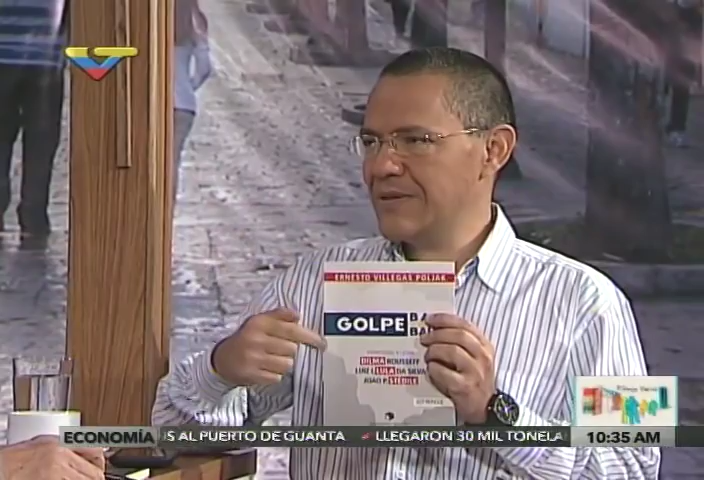 ERNESTO VILLEGAS POLJAK
GOLPE
DILMA ROUSSEFF
LULA DA SILVA
STÉDILE
ECONOMÍA
S AL PUERTO DE GUANTA LLEGARON 30 MIL TONELA
10:35 AM